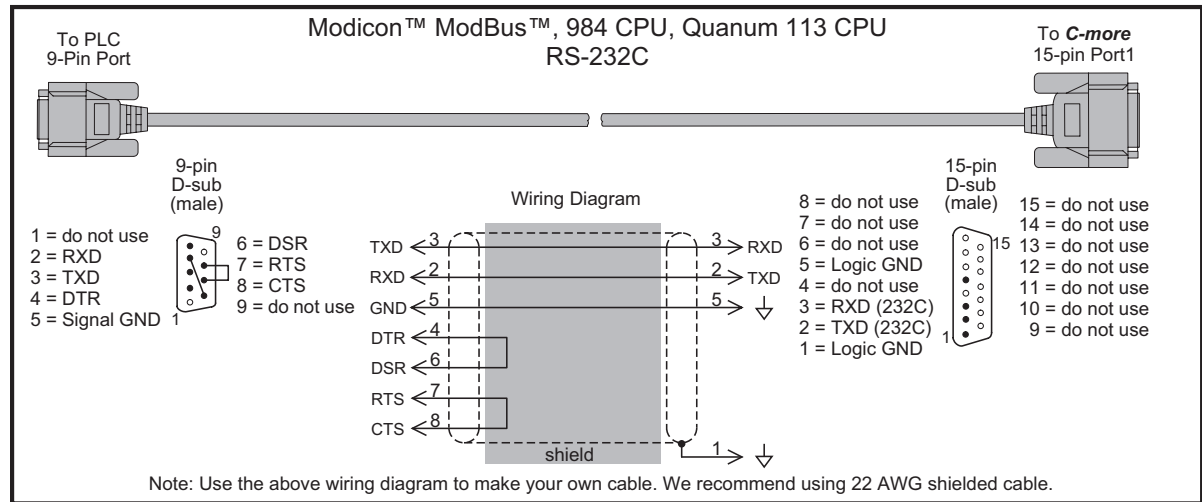 Modicon™ ModBus™, 984 CPU, Quanum 113 CPU
RS-232C
To PLC
9-Pin Port
To C-more
15-pin Port1
9-pin
D-sub
(male)
1 = do not use
2 = RXD
3 = TXD
4 = DTR
5 = Signal GND
9
1
6 = DSR
7 = RTS
8 = CTS
9 = do not use
Wiring Diagram
TXD 3 3 RXD
RXD 2 2 TXD
GND 5 5
DTR 4
DSR 6
RTS 7
CTS 8
1
shield
8 = do not use
7 = do not use
6 = do not use
5 = Logic GND
4 = do not use
3 = RXD (232C)
2 = TXD (232C)
1 = Logic GND
15-pin
D-sub
(male)
15
1
15 = do not use
14 = do not use
13 = do not use
12 = do not use
11 = do not use
10 = do not use
9 = do not use
Note: Use the above wiring diagram to make your own cable. We recommend using 22 AWG shielded cable.